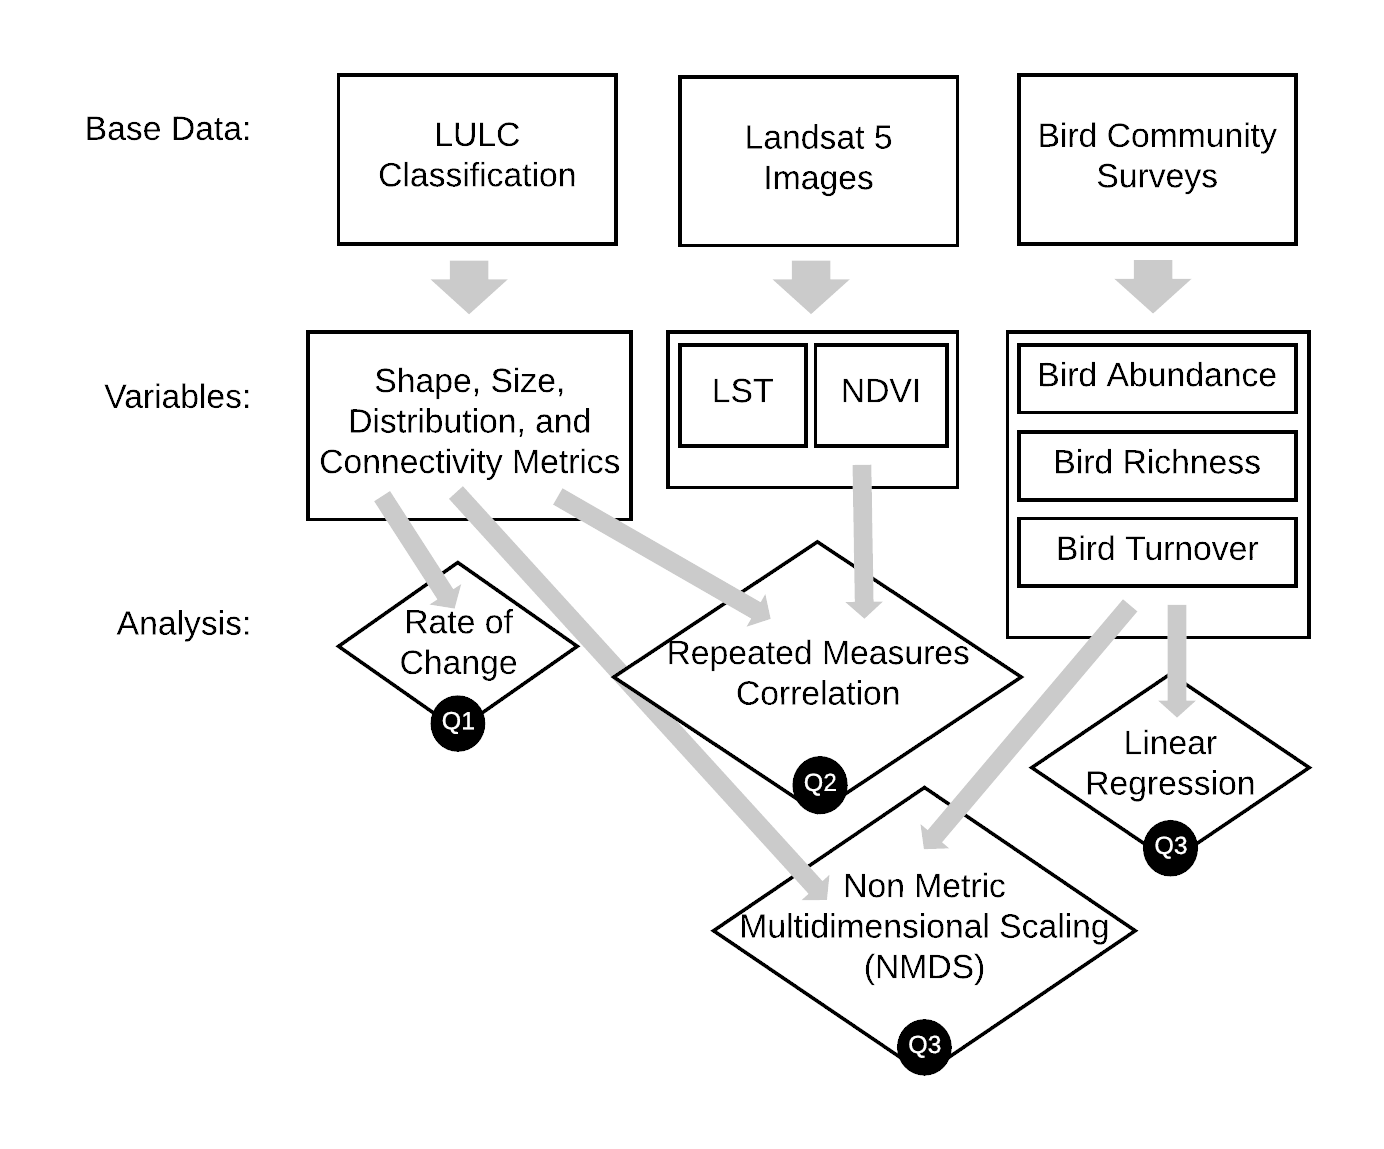 Base Data:
LULC
Classification
Landsat 5
Images
Bird Community
Surveys
Variables:
Shape, Size,
Distribution, and
Connectivity Metrics
LST
NDVI
Bird Abundance
Bird Richness
Bird Turnover
Analysis:
Rate of
Change
Q1
Repeated Measures
Correlation
Q2
Linear
Regression
Q3
Non Metric
Multidimensional Scaling
(NMDS)
Q3